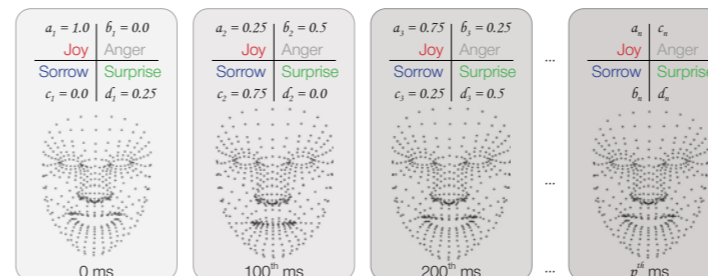 a₁ = 1.0 b₁ = 0.0
Joy Anger
Sorrow Surprise
c₁ = 0.0 d₁ = 0.25
0 ms
a₂ = 0.25 b₂ = 0.5
Joy Anger
Sorrow Surprise
c₂ = 0.75 d₂ = 0.0
100th ms
a₃ = 0.75 b₃ = 0.25
Joy Anger
Sorrow Surprise
c₃ = 0.25 d₃ = 0.5
200th ms
...
...
...
aₙ cₙ
Joy Anger
Sorrow Surprise
bₙ dₙ
nth ms